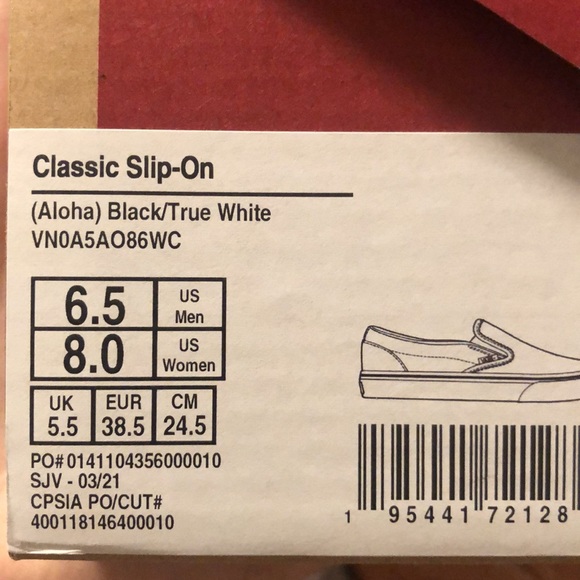 Classic Slip-On
(Aloha) Black/True White
VN0A5AO86WC
6.5 US Men
8.0 US Women
UK EUR CM
5.5 38.5 24.5
PO# 0141104356000010
SJV - 03/21
CPSIA PO/CUT#
400118146400010
1 95441 72128